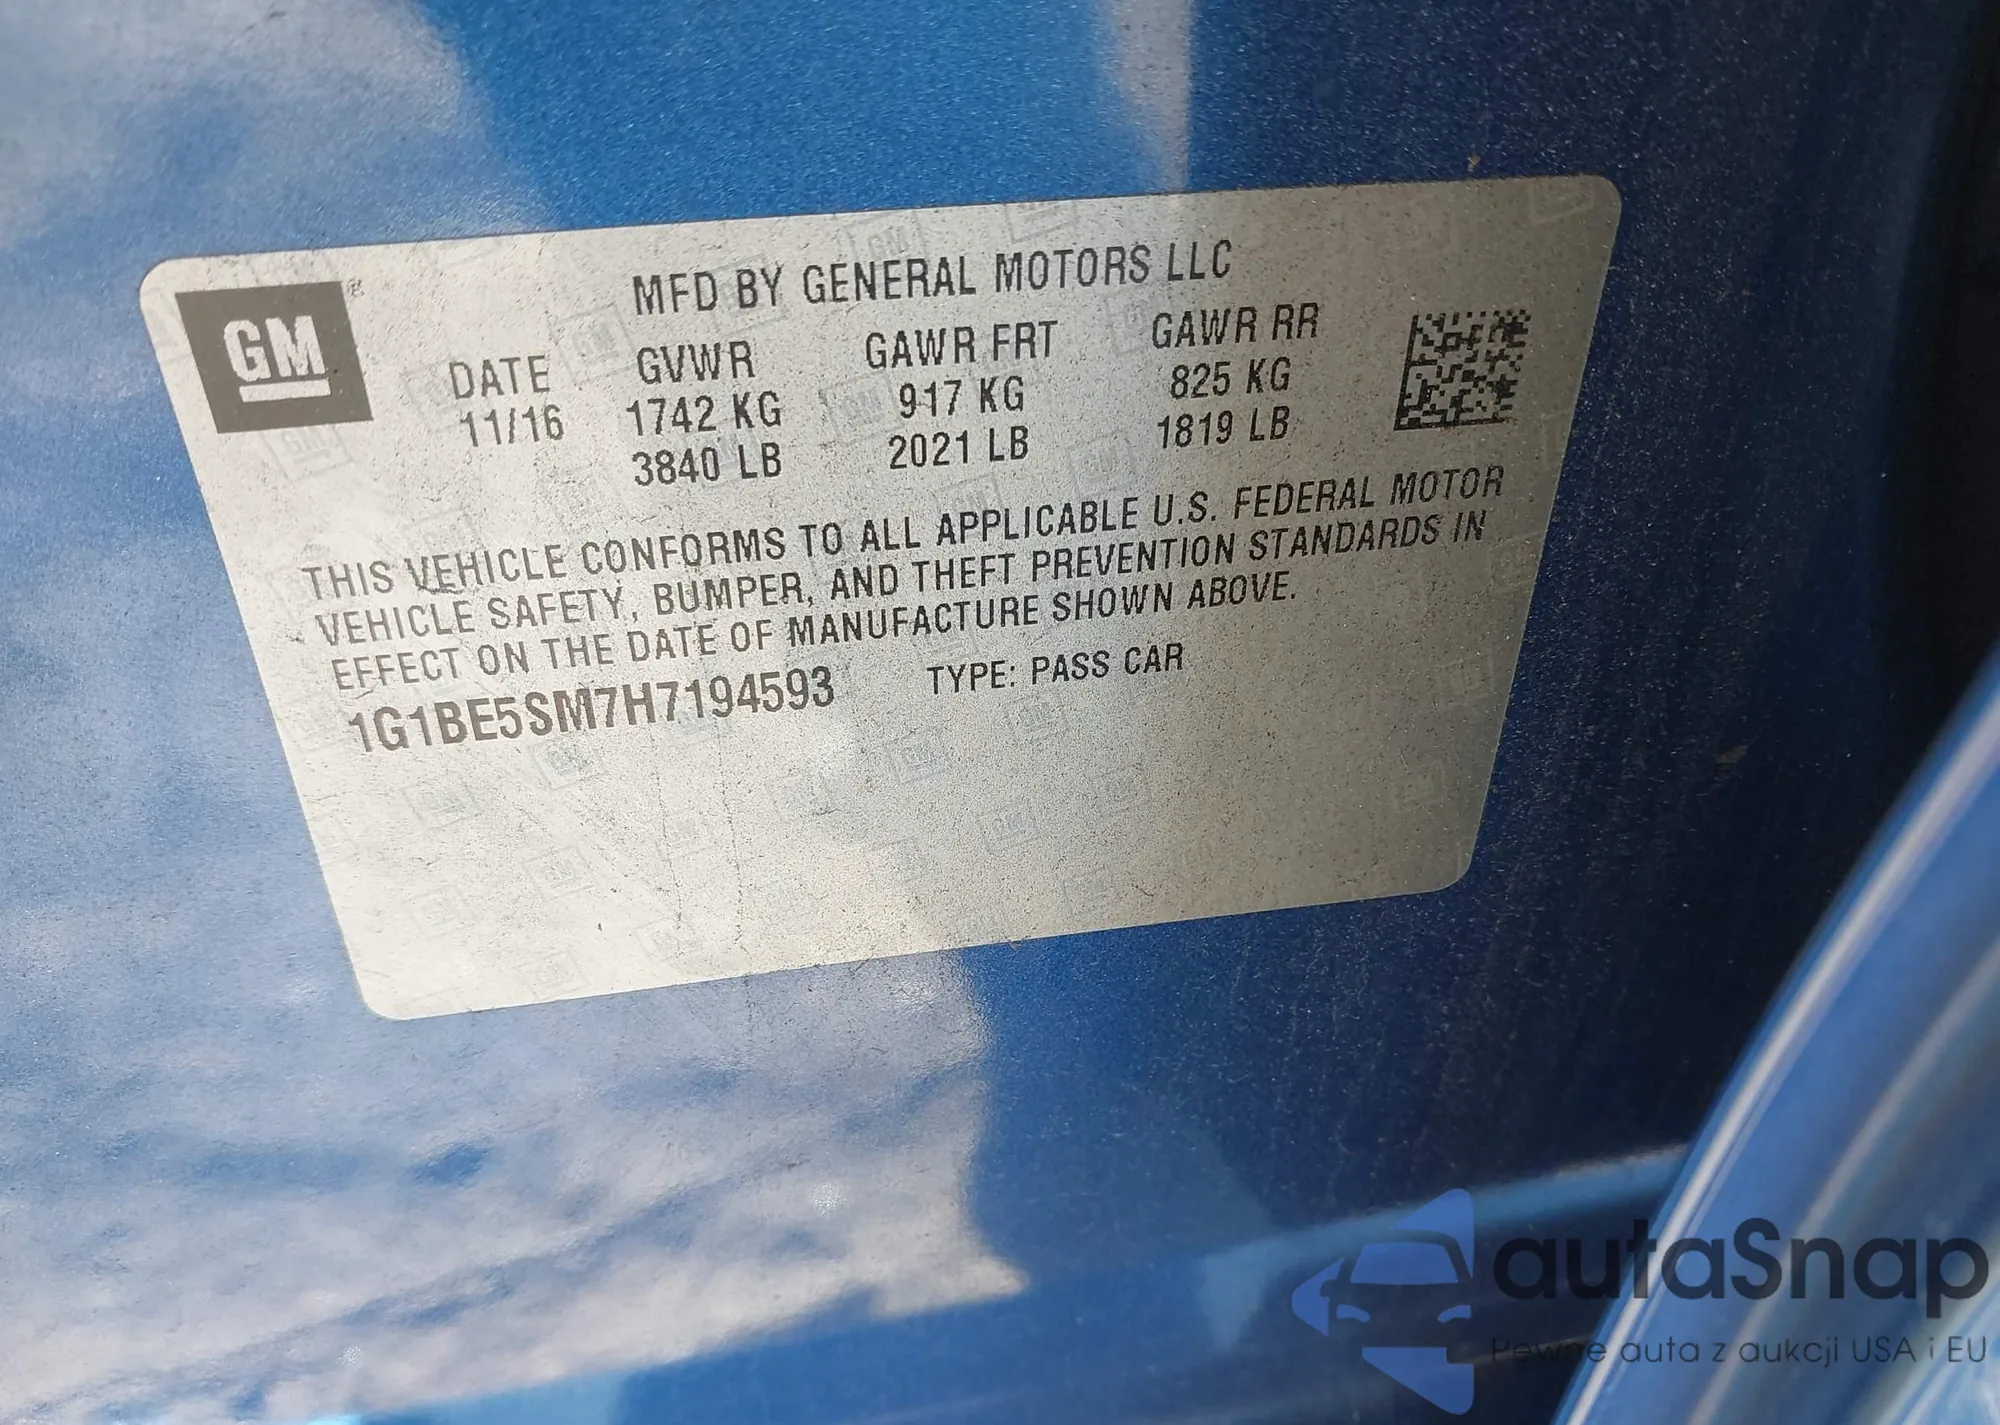 GM
MFD BY GENERAL MOTORS LLC
DATE GVWR GAWR FRT GAWR RR
11/16 1742 KG 917 KG 825 KG
3840 LB 2021 LB 1819 LB
THIS VEHICLE CONFORMS TO ALL APPLICABLE U.S. FEDERAL MOTOR
VEHICLE SAFETY, BUMPER, AND THEFT PREVENTION STANDARDS IN
EFFECT ON THE DATE OF MANUFACTURE SHOWN ABOVE.
1G1BE5SM7H7194593 TYPE: PASS CAR
autaSnap
Pewne auta z aukcji USA i EU